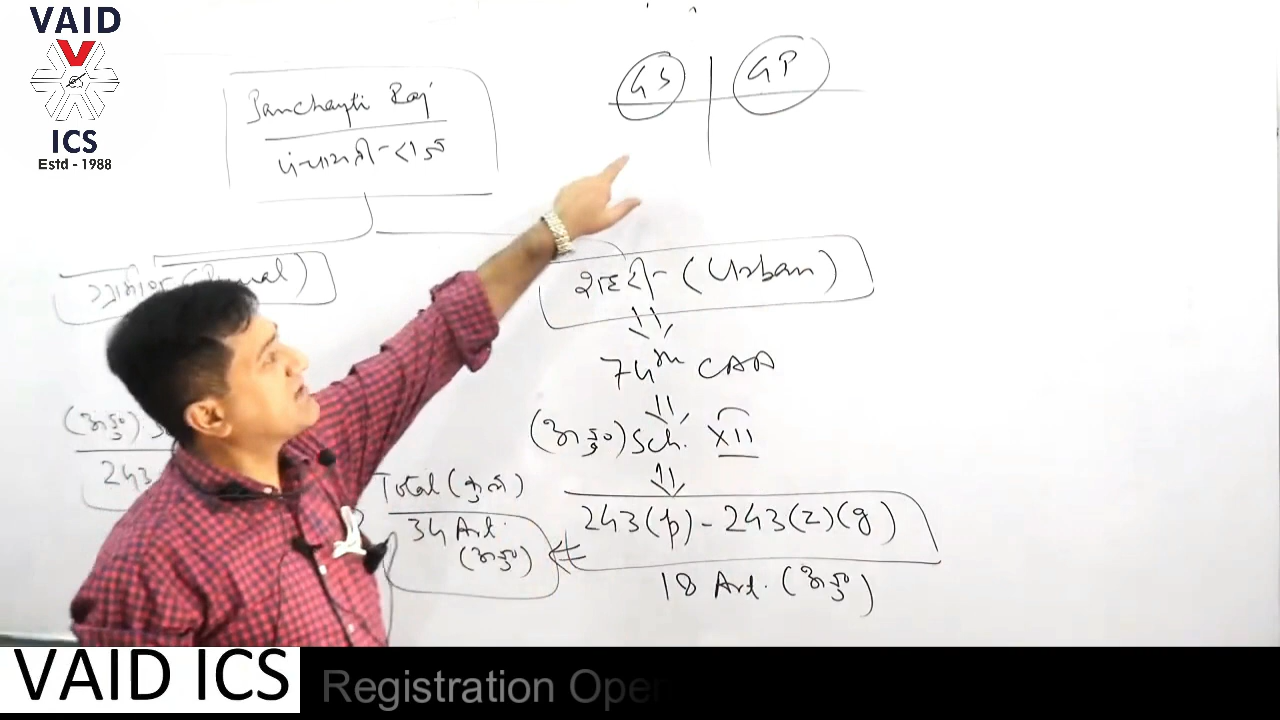 VAID
ICS
Estd - 1988
GS GP
Panchayti Raj
पंचायती-राज
ग्रामीण (Rural)
शहरी- (Urban)
74th CAA
(अनु०) Sch. XII
(अनु०) S
243
Total (कुल)
34 Art.
(अनु०)
243(p) - 243(z)(g)
18 Art. (अनु०)
VAID ICS
Registration Open